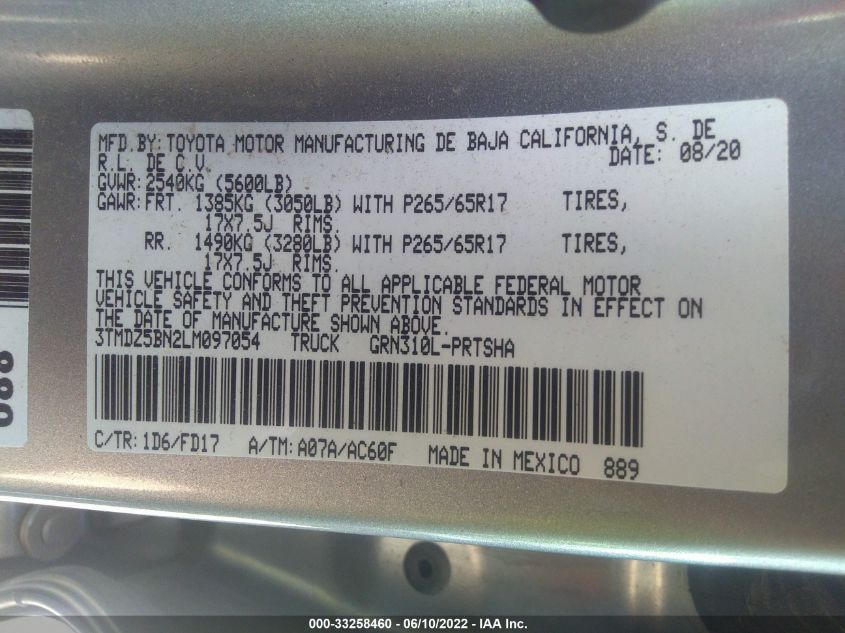 MFD. BY: TOYOTA MOTOR MANUFACTURING DE BAJA CALIFORNIA, S. DE
R.L. DE C.V. DATE: 08/20
GVWR: 2540KG (5600LB)
GAWR: FRT. 1385KG (3050LB) WITH P265/65R17 TIRES,
17X7.5J RIMS.
RR. 1490KG (3280LB) WITH P265/65R17 TIRES,
17X7.5J RIMS.
THIS VEHICLE CONFORMS TO ALL APPLICABLE FEDERAL MOTOR
VEHICLE SAFETY AND THEFT PREVENTION STANDARDS IN EFFECT ON
THE DATE OF MANUFACTURE SHOWN ABOVE.
3TMDZ5BN2LM097054 TRUCK GRN310L-PRTSHA
C/TR: 1D6/FD17 A/TM: A07A/AC60F MADE IN MEXICO 889
000-33258460 - 06/10/2022 - IAA Inc.